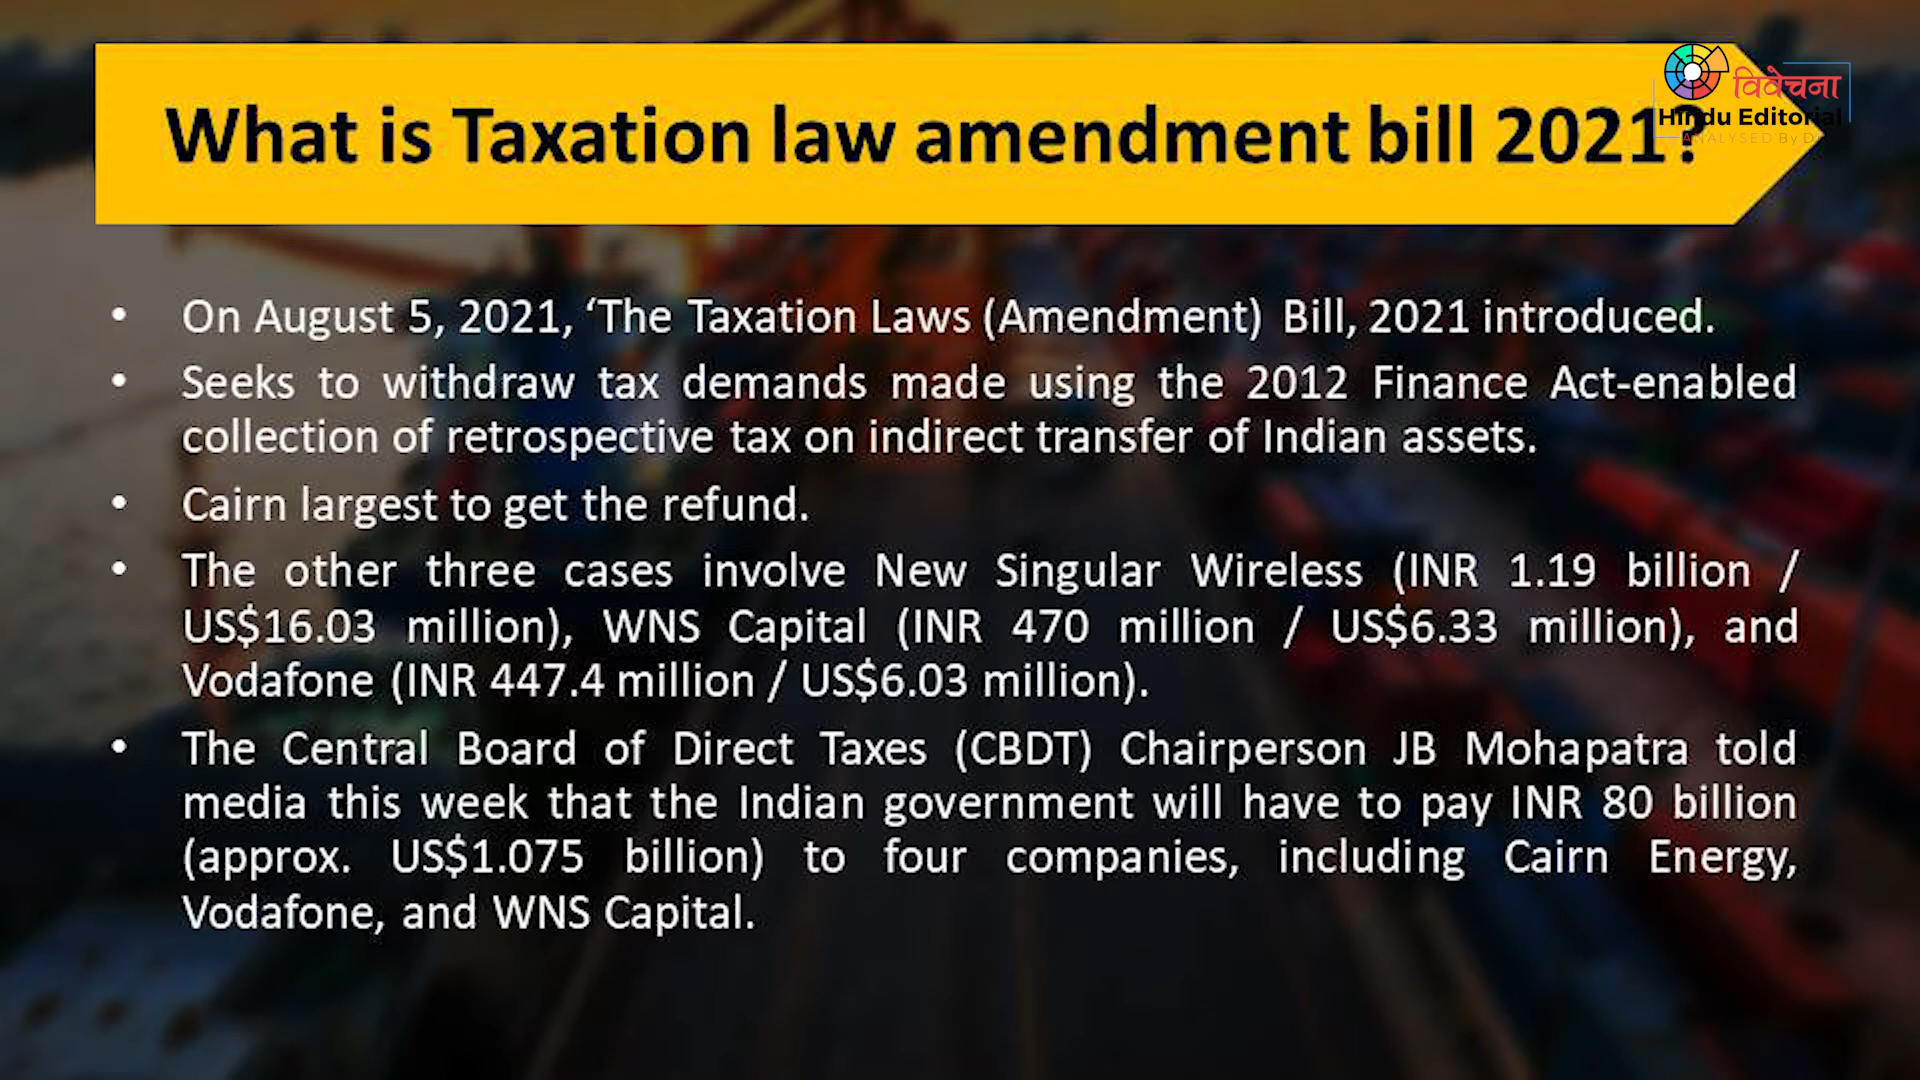 What is Taxation law amendment bill 2021?
विवेचना
Hindu Editorial
ANALYSED By D
• On August 5, 2021, ‘The Taxation Laws (Amendment) Bill, 2021 introduced.
• Seeks to withdraw tax demands made using the 2012 Finance Act-enabled
collection of retrospective tax on indirect transfer of Indian assets.
• Cairn largest to get the refund.
• The other three cases involve New Singular Wireless (INR 1.19 billion /
US$16.03 million), WNS Capital (INR 470 million / US$6.33 million), and
Vodafone (INR 447.4 million / US$6.03 million).
• The Central Board of Direct Taxes (CBDT) Chairperson JB Mohapatra told
media this week that the Indian government will have to pay INR 80 billion
(approx. US$1.075 billion) to four companies, including Cairn Energy,
Vodafone, and WNS Capital.